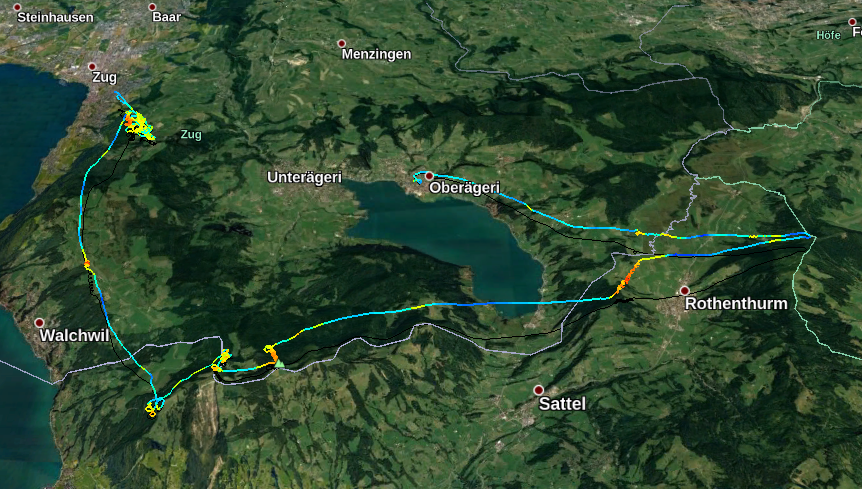 Steinhausen
Baar
Menzingen
Höfe
Zug
Zug
Unterägeri
Oberägeri
Rothenthurm
Walchwil
Sattel